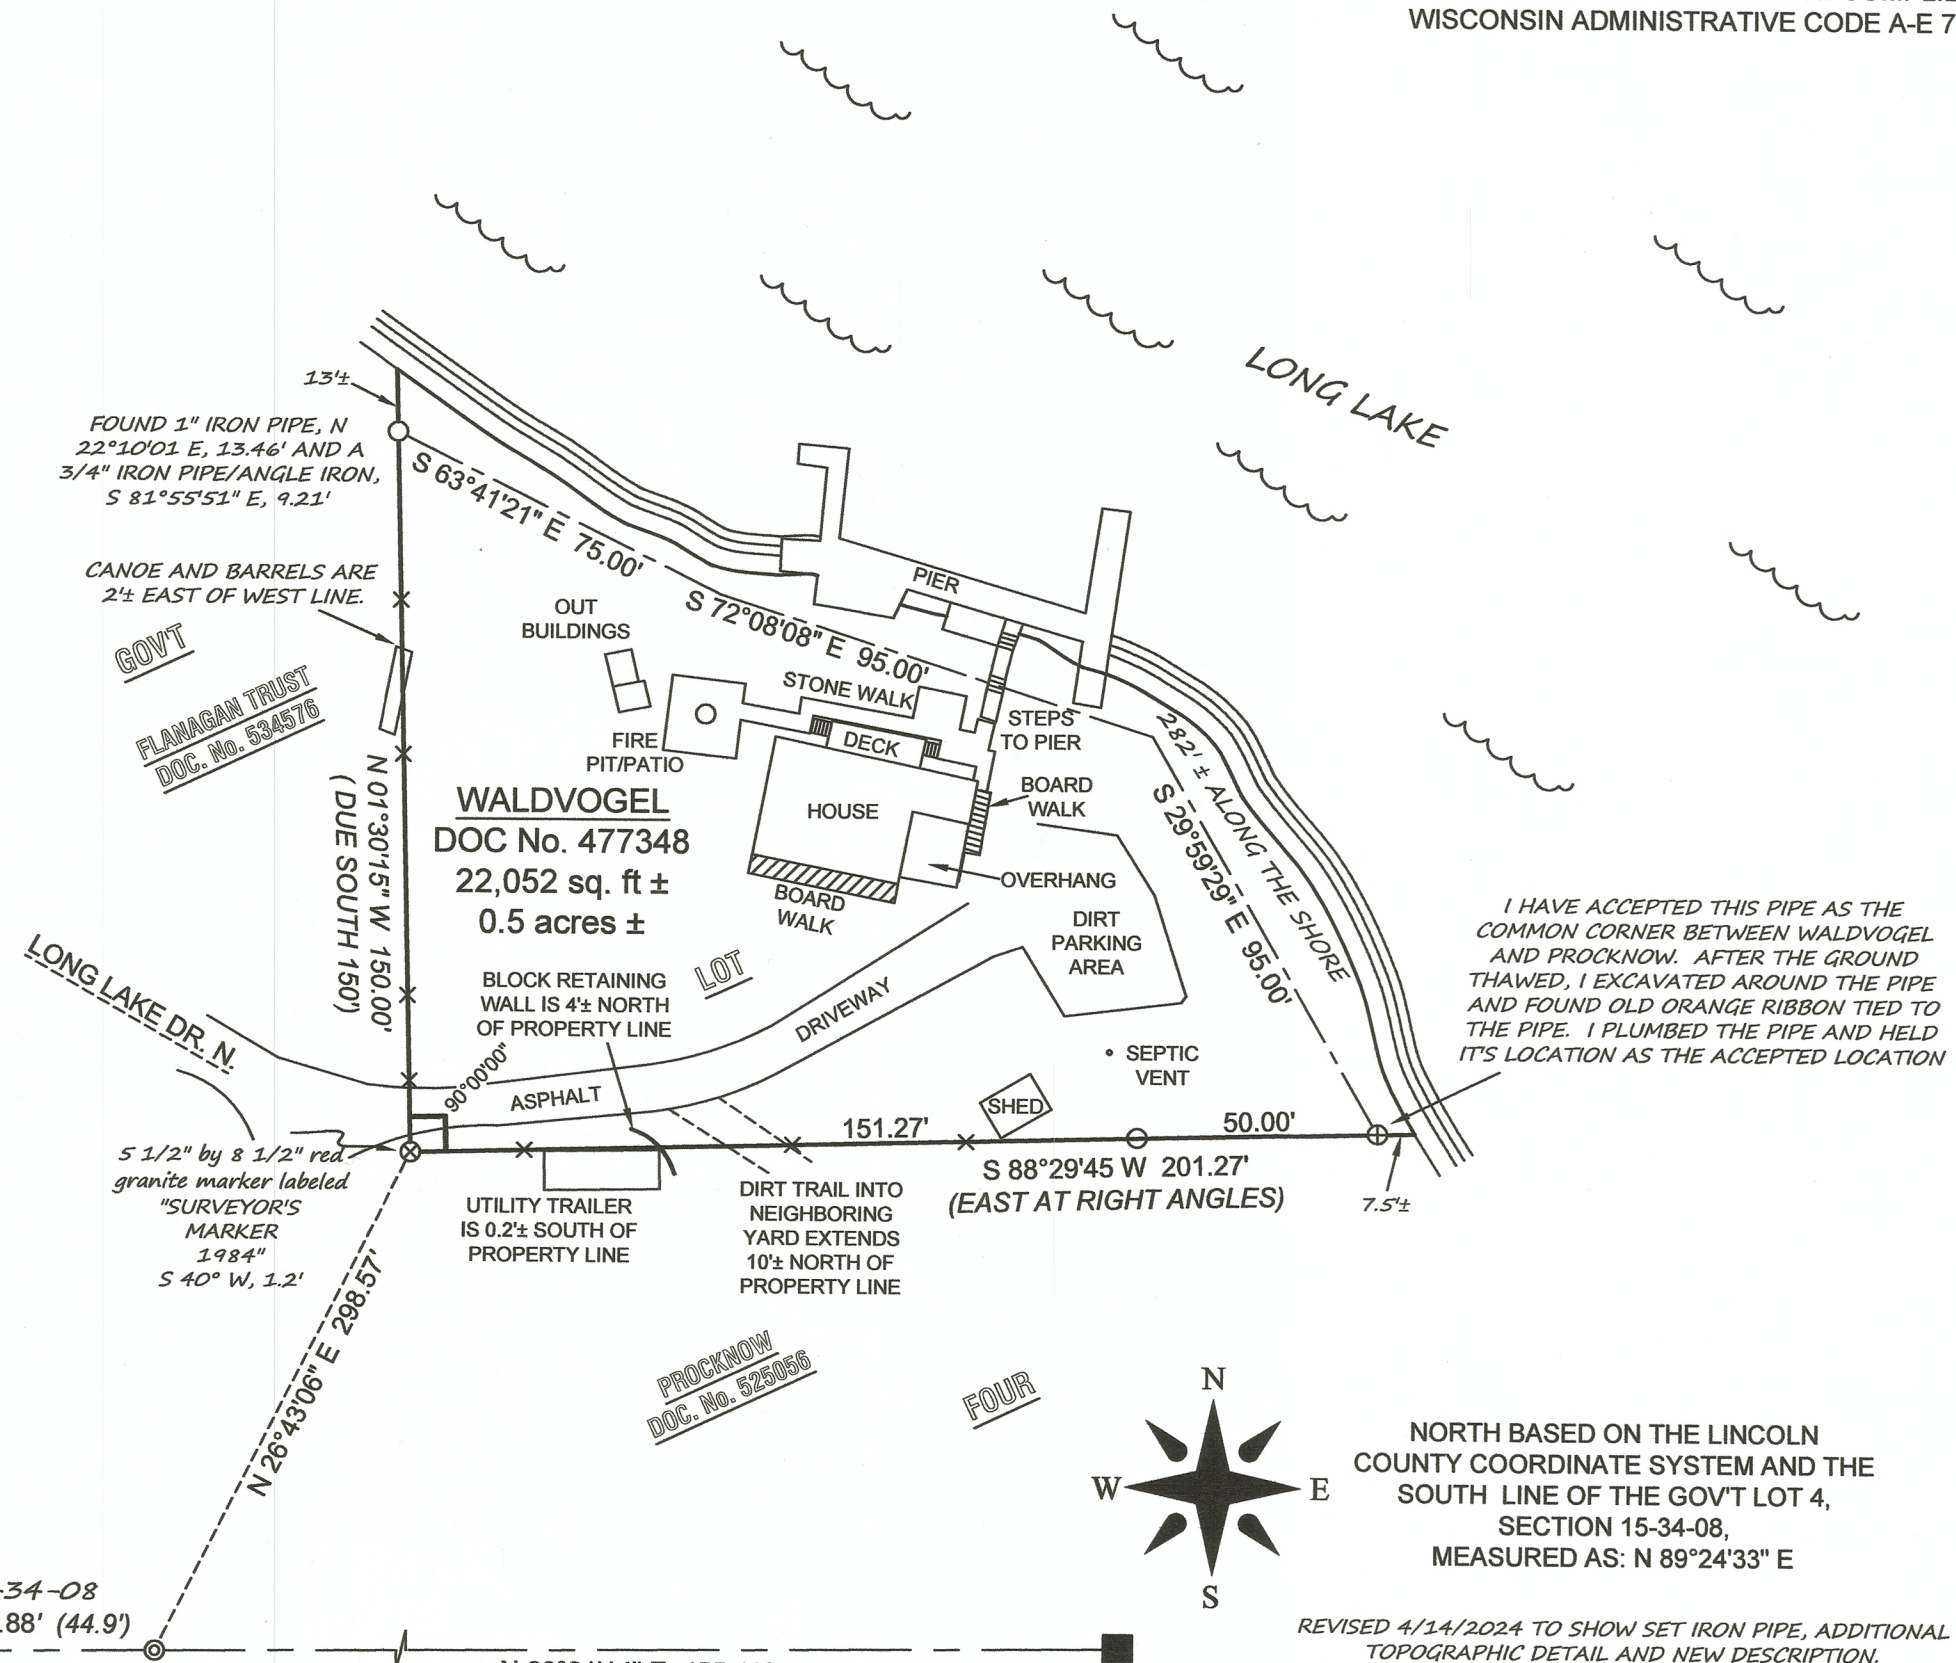 WISCONSIN ADMINISTRATIVE CODE A-E 7
LONG LAKE
13'±
FOUND 1" IRON PIPE, N
22°10'01 E, 13.46' AND A
3/4" IRON PIPE/ANGLE IRON,
S 81°55'51" E, 9.21'
S 63°41'21" E 75.00'
CANOE AND BARRELS ARE
2'± EAST OF WEST LINE.
PIER
OUT
BUILDINGS
S 72°08'08" E 95.00'
GOV'T
FLANAGAN TRUST
DOC. No. 534576
STONE WALK
STEPS
TO PIER
FIRE
PIT/PATIO
DECK
282' ± ALONG THE SHORE
S 29°59'29" E 95.00'
N 01°30'15" W 150.00'
( DUE SOUTH 150')
WALDVOGEL
DOC No. 477348
22,052 sq. ft ±
0.5 acres ±
HOUSE
BOARD
WALK
OVERHANG
BOARD
WALK
DIRT
PARKING
AREA
I HAVE ACCEPTED THIS PIPE AS THE
COMMON CORNER BETWEEN WALDVOGEL
AND PROCKNOW. AFTER THE GROUND
THAWED, I EXCAVATED AROUND THE PIPE
AND FOUND OLD ORANGE RIBBON TIED TO
THE PIPE. I PLUMBED THE PIPE AND HELD
IT'S LOCATION AS THE ACCEPTED LOCATION
LONG LAKE DR. N.
BLOCK RETAINING
WALL IS 4'± NORTH
OF PROPERTY LINE
LOT
DRIVEWAY
90°00'00"
ASPHALT
SEPTIC
VENT
SHED
151.27'
50.00'
S 88°29'45 W 201.27'
(EAST AT RIGHT ANGLES)
7.5'±
5 1/2" by 8 1/2" red
granite marker labeled
"SURVEYOR'S
MARKER
1984"
S 40° W, 1.2'
UTILITY TRAILER
IS 0.2'± SOUTH OF
PROPERTY LINE
DIRT TRAIL INTO
NEIGHBORING
YARD EXTENDS
10'± NORTH OF
PROPERTY LINE
N 26°43'06" E 298.57'
PROCKNOW
DOC. No. 525056
FOUR
N
W
E
S
NORTH BASED ON THE LINCOLN
COUNTY COORDINATE SYSTEM AND THE
SOUTH LINE OF THE GOV'T LOT 4,
SECTION 15-34-08,
MEASURED AS: N 89°24'33" E
-34-08
.88' (44.9')
REVISED 4/14/2024 TO SHOW SET IRON PIPE, ADDITIONAL
TOPOGRAPHIC DETAIL AND NEW DESCRIPTION.